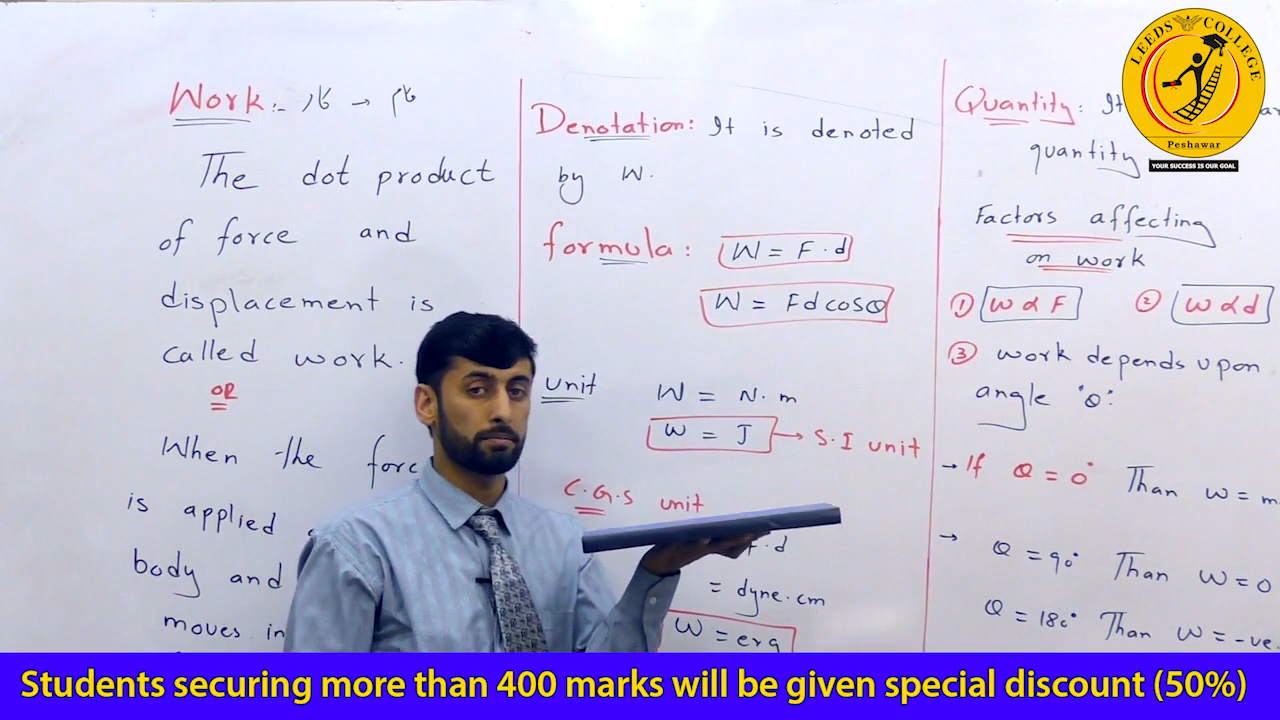 Work:- کار → کام
The dot product
of force and
displacement is
called work.
OR
When the forc
is applied
body and
moves in
Denotation: It is denoted
by W.
formula: W = F . d
W = Fd cosθ
unit W = N. m
W = J → S.I unit
C.G.S unit
. d
= dyne. cm
W = erg
Quantity: It
quantity
Factors affecting
on work
① W α F ② W α d
③ work depends upon
angle 'θ'.
→ If θ = 0° Than W = m
→ θ = 90° Than W = 0
θ = 180° Than W = -ve.
LEEDS COLLEGE
Peshawar
YOUR SUCCESS IS OUR GOAL
Students securing more than 400 marks will be given special discount (50%)